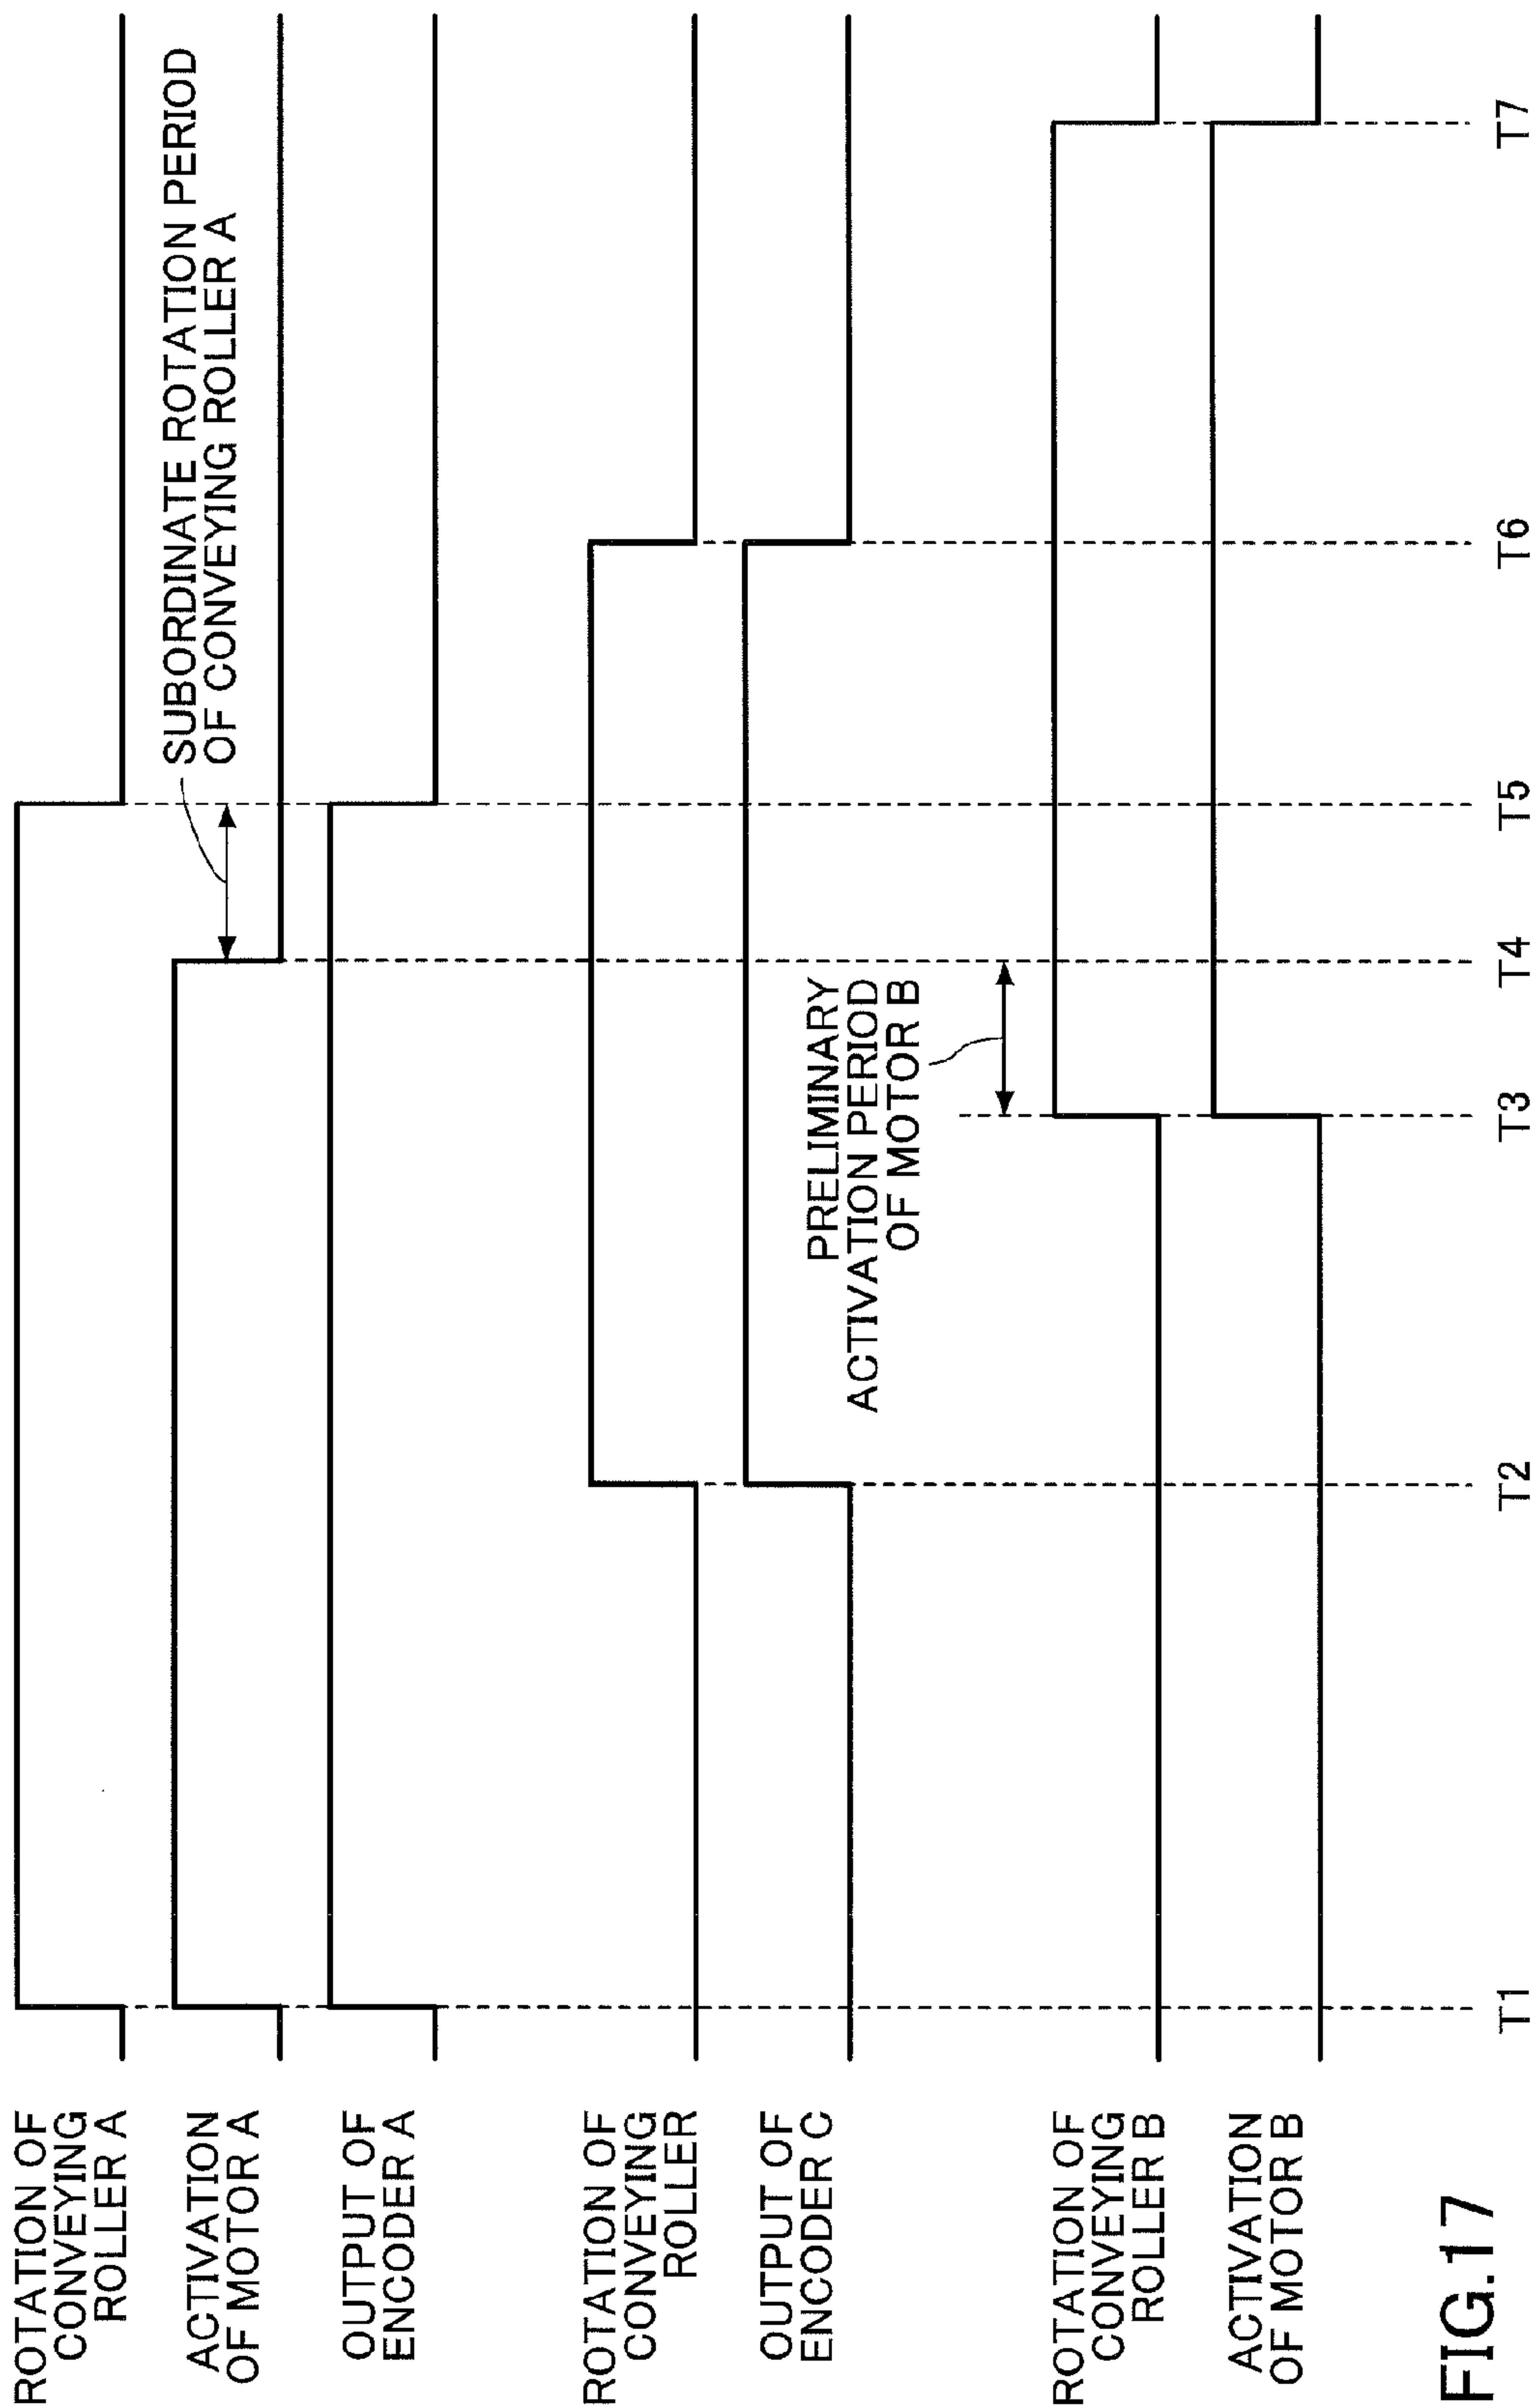 ROTATION OF
CONVEYING
ROLLER A
SUBORDINATE ROTATION PERIOD
OF CONVEYING ROLLER A
ACTIVATION
OF MOTOR A
OUTPUT OF
ENCODER A
ROTATION OF
CONVEYING
ROLLER
OUTPUT OF
ENCODER C
PRELIMINARY
ACTIVATION PERIOD
OF MOTOR B
ROTATION OF
CONVEYING
ROLLER B
ACTIVATION
OF MOTOR B
T1 T2 T3 T4 T5 T6 T7
FIG.17